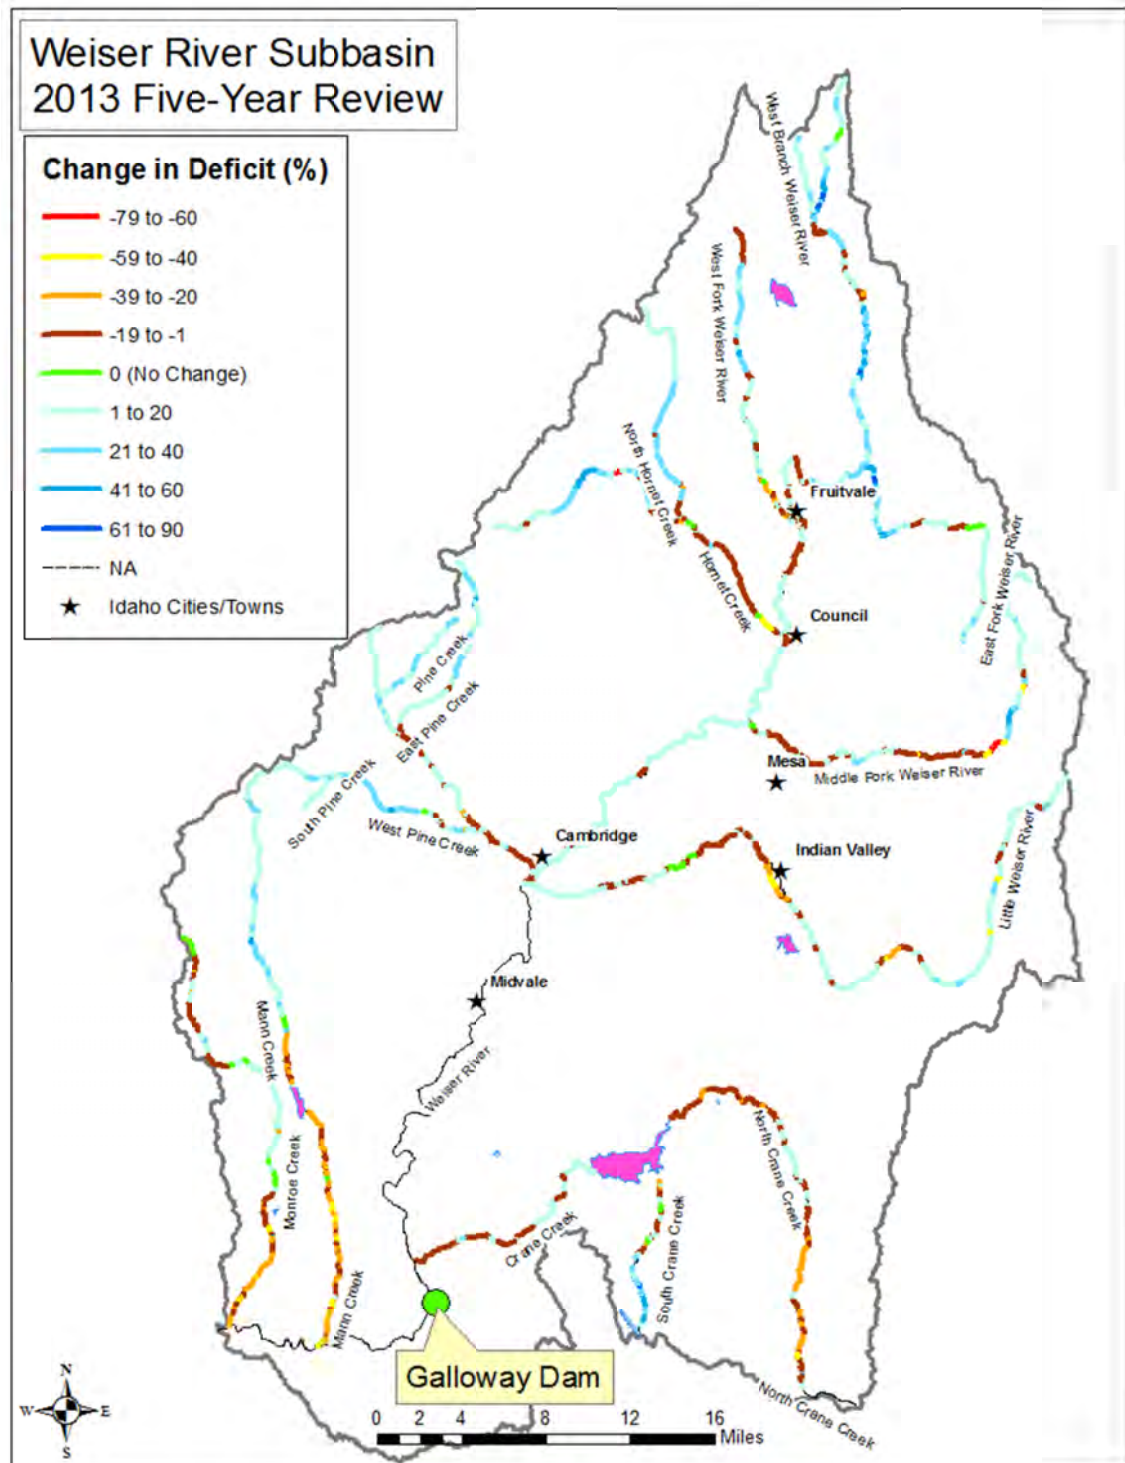 Weiser River Subbasin
2013 Five-Year Review
Change in Deficit (%)
-79 to -60
-59 to -40
-39 to -20
-19 to -1
0 (No Change)
1 to 20
21 to 40
41 to 60
61 to 90
NA
Idaho Cities/Towns
West Branch Weiser River
West Fork Weiser River
North Hornet Creek
Fruitvale
Hornet Creek
East Fork Weiser River
Council
Pine Creek
East Pine Creek
Mesa
Middle Fork Weiser River
South Pine Creek
West Pine Creek
Cambridge
Indian Valley
Little Weiser River
Midvale
Mann Creek
Weiser River
North Crane Creek
Monroe Creek
Crane Creek
South Crane Creek
Mann Creek
Galloway Dam
North Crane Creek
N
W E
S
0 2 4 8 12 16
Miles